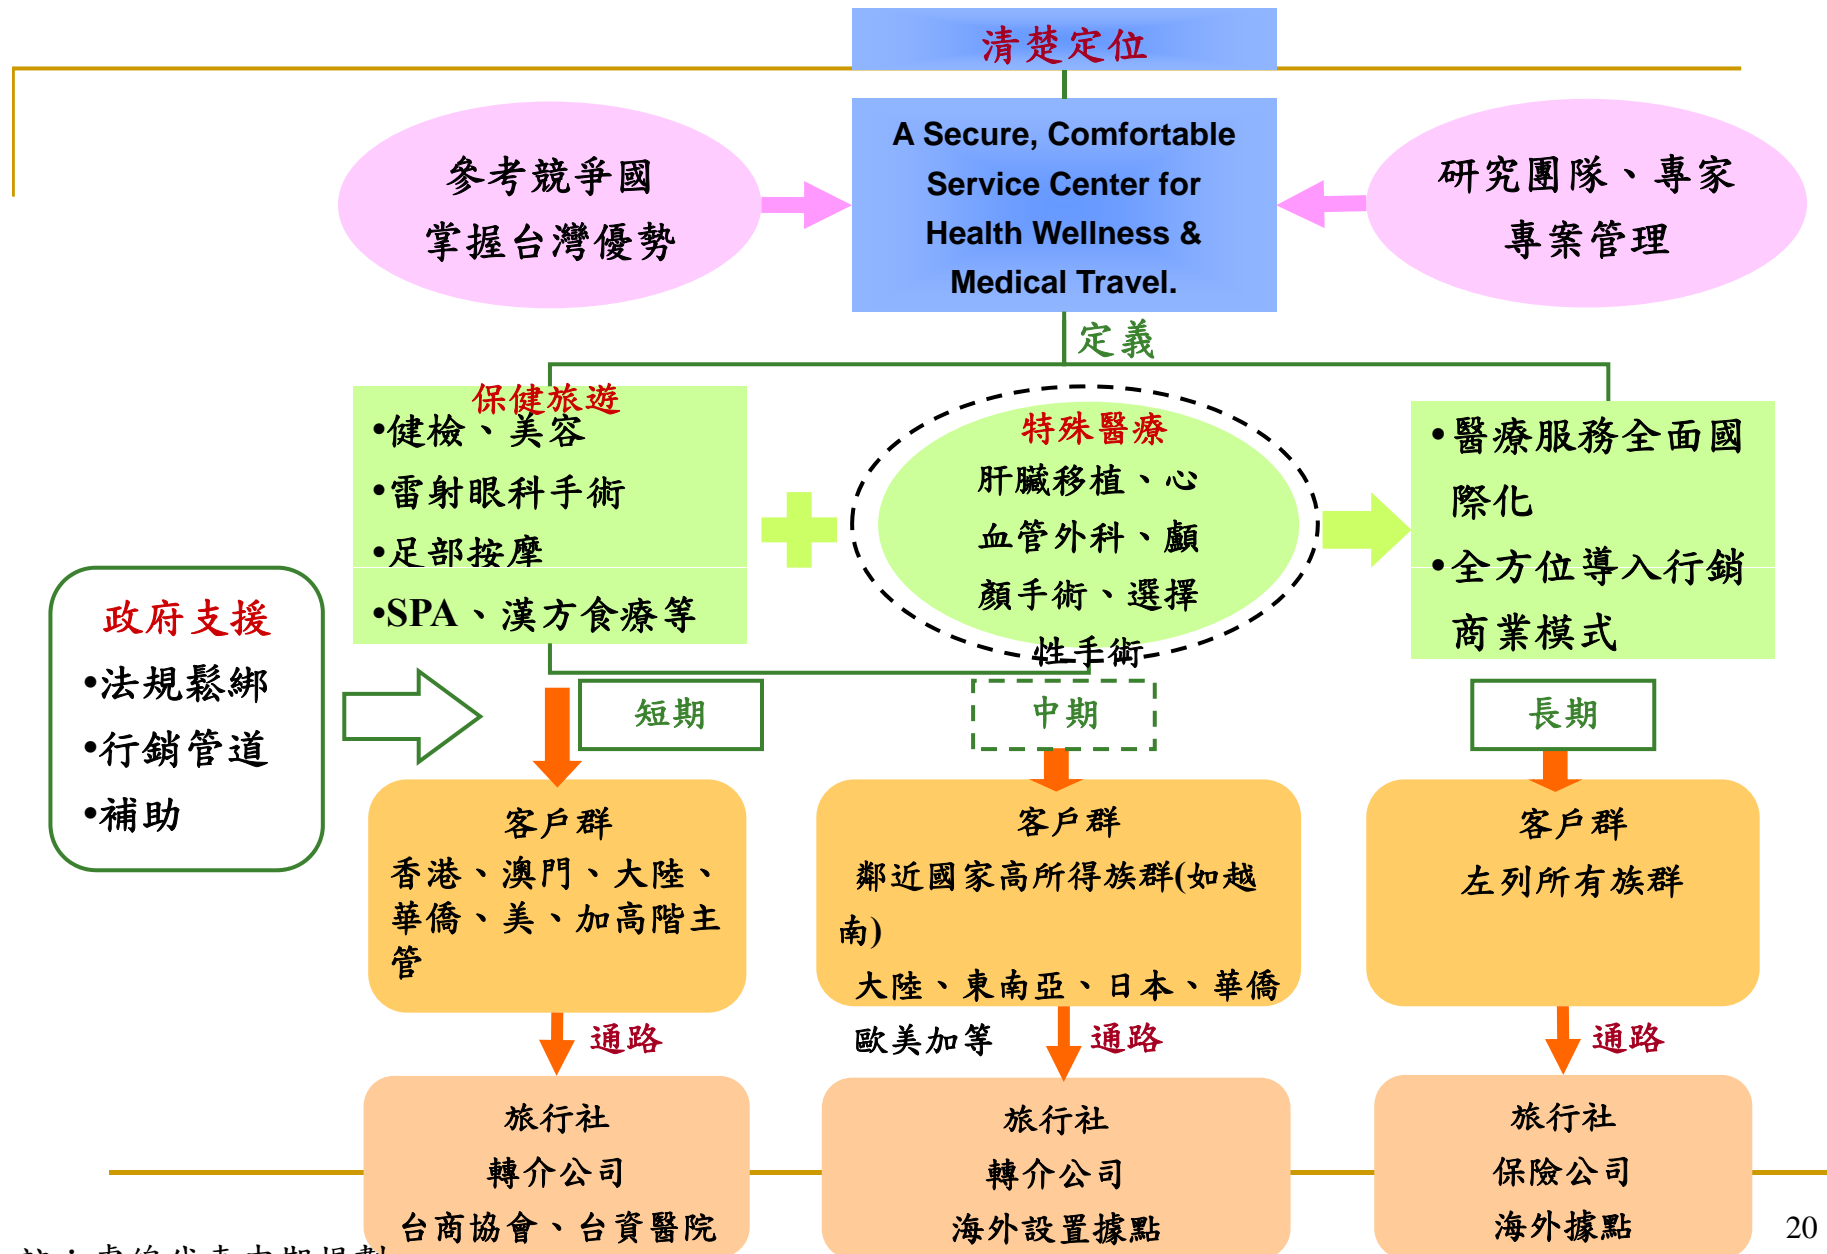 清楚定位
A Secure, Comfortable
Service Center for
Health Wellness &
Medical Travel.
參考競爭國
掌握台灣優勢
研究團隊、專家
專案管理
定義
保健旅遊
•健檢、美容
•雷射眼科手術
•足部按摩
•SPA、漢方食療等
特殊醫療
肝臟移植、心
血管外科、顱
顏手術、選擇
性手術
•醫療服務全面國
際化
•全方位導入行銷
商業模式
政府支援
•法規鬆綁
•行銷管道
•補助
短期
中期
長期
客戶群
香港、澳門、大陸、
華僑、美、加高階主
管
客戶群
鄰近國家高所得族群(如越
南)
大陸、東南亞、日本、華僑
歐美加等
客戶群
左列所有族群
通路
通路
通路
旅行社
轉介公司
台商協會、台資醫院
旅行社
轉介公司
海外設置據點
旅行社
保險公司
海外據點
註：虛線代表中期規劃
20